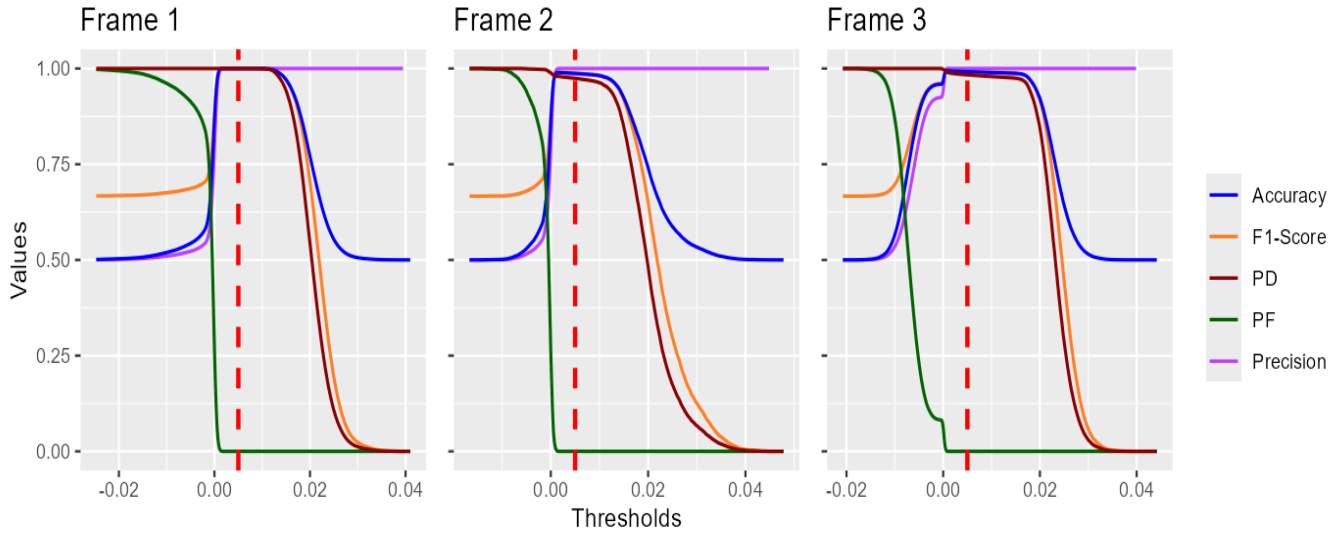 Frame 1
Frame 2
Frame 3
Values
1.00
0.75
0.50
0.25
0.00
-0.02
0.00
0.02
0.04
0.00
0.02
0.04
-0.02
0.00
0.02
0.04
Thresholds
Accuracy
F1-Score
PD
PF
Precision